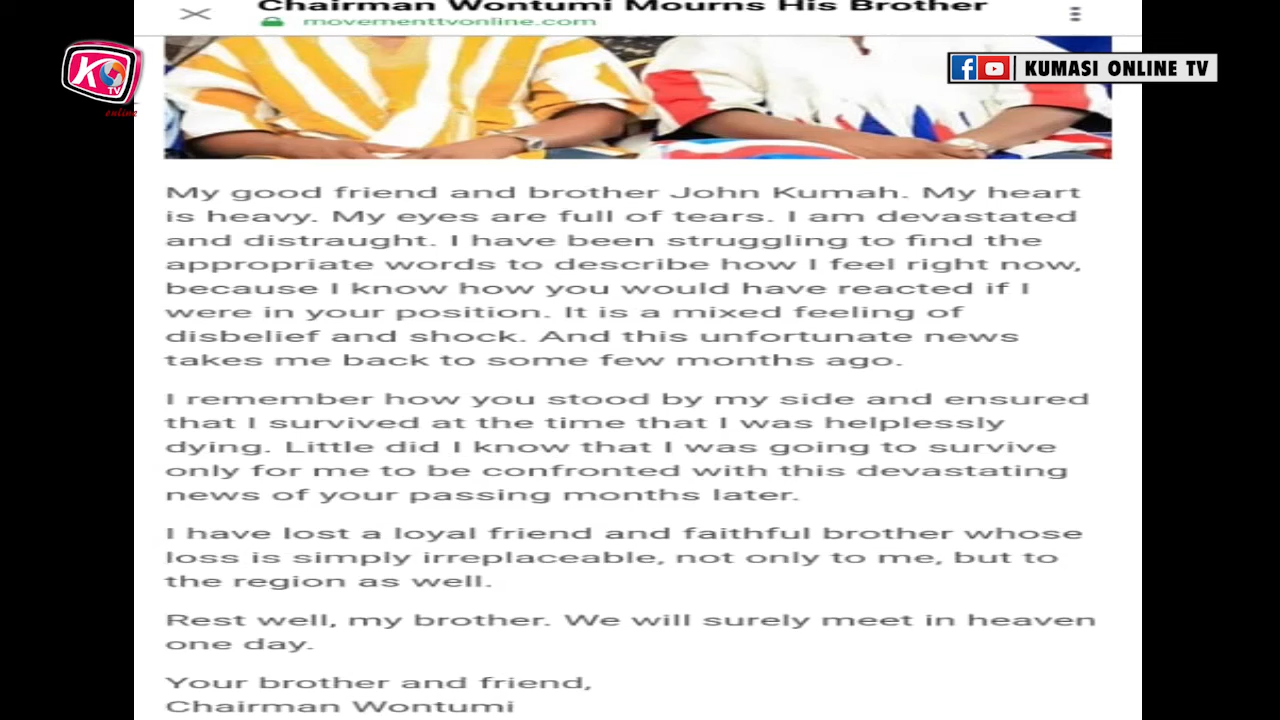 Chairman Wontumi Mourns His Brother
movementtvonline.com
K
TV
online
KUMASI ONLINE TV
My good friend and brother John Kumah. My heart
is heavy. My eyes are full of tears. I am devastated
and distraught. I have been struggling to find the
appropriate words to describe how I feel right now,
because I know how you would have reacted if I
were in your position. It is a mixed feeling of
disbelief and shock. And this unfortunate news
takes me back to some few months ago.
I remember how you stood by my side and ensured
that I survived at the time that I was helplessly
dying. Little did I know that I was going to survive
only for me to be confronted with this devastating
news of your passing months later.
I have lost a loyal friend and faithful brother whose
loss is simply irreplaceable, not only to me, but to
the region as well.
Rest well, my brother. We will surely meet in heaven
one day.
Your brother and friend,
Chairman Wontumi